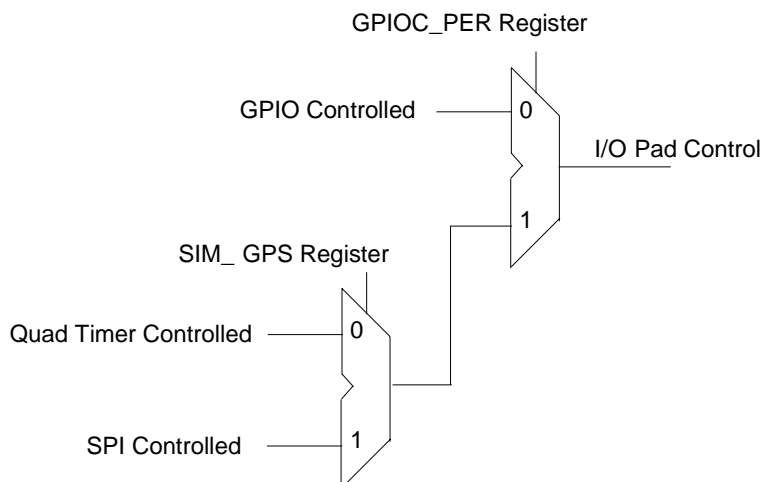 GPIOC_PER Register
GPIO Controlled
0
I/O Pad Control
1
SIM_ GPS Register
Quad Timer Controlled
0
SPI Controlled
1